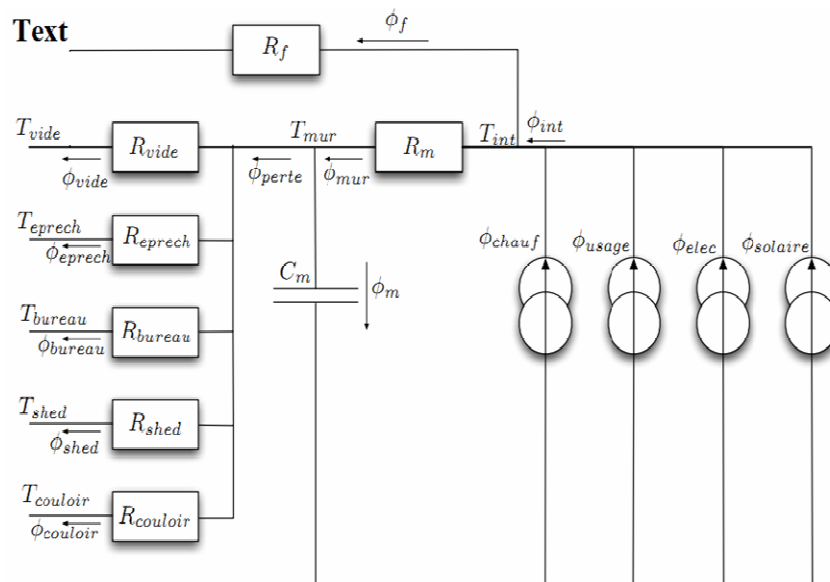 Text
R_f
ϕ_f
T_vide
R_vide
ϕ_vide
T_mur
ϕ_perte
ϕ_mur
R_m
T_int
ϕ_int
T_eprech
R_eprech
ϕ_eprech
C_m
ϕ_m
ϕ_chauf
ϕ_usage
ϕ_elec
ϕ_solaire
T_bureau
R_bureau
ϕ_bureau
T_shed
R_shed
ϕ_shed
T_couloir
R_couloir
ϕ_couloir